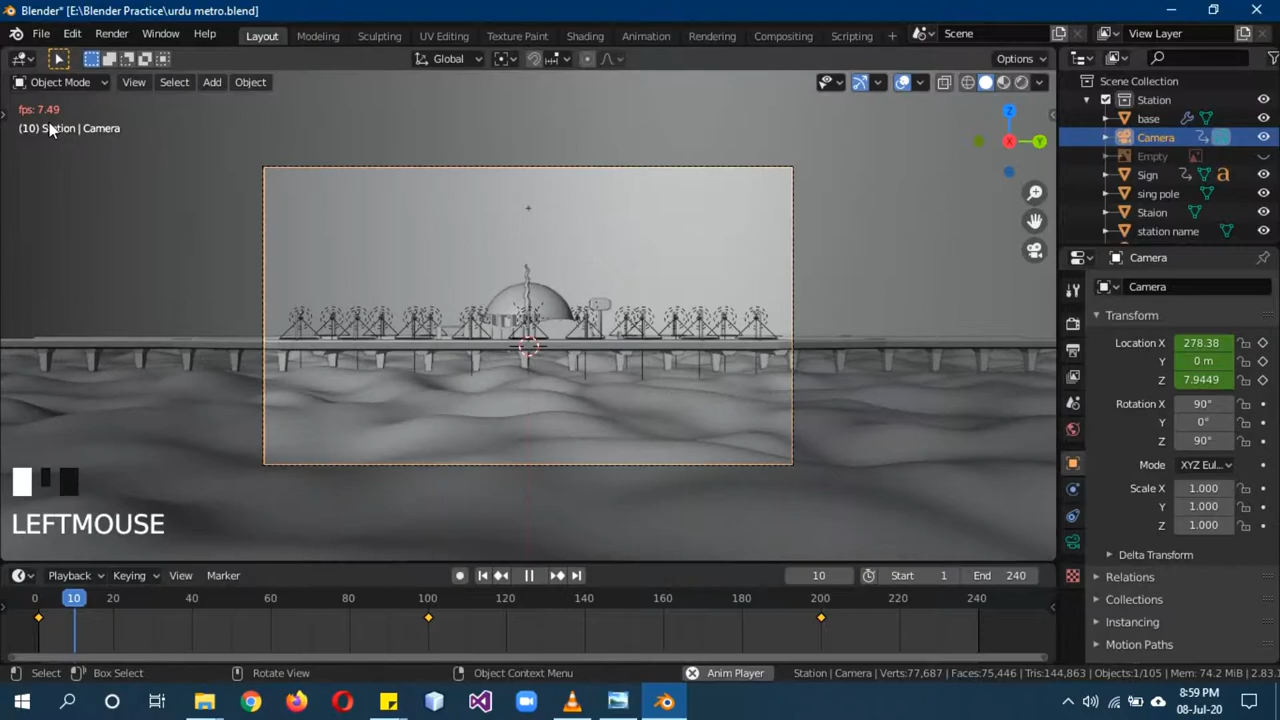 Blender* [E:\Blender Practice\urdu metro.blend]
File Edit Render Window Help Layout Modeling Sculpting UV Editing Texture Paint Shading Animation Rendering Compositing Scripting Scene View Layer
Global Options
Object Mode View Select Add Object
fps: 7.49
(10) Station | Camera
X
Y
Z
LEFTMOUSE
Scene Collection
Station
base
Camera
Empty
Sign
sing pole
Staion
station name
Camera
Camera
Transform
Location X 278.38
Y 0 m
Z 7.9449
Rotation X 90°
Y 0°
Z 90°
Mode XYZ Eul...
Scale X 1.000
Y 1.000
Z 1.000
Delta Transform
Relations
Collections
Instancing
Motion Paths
Playback Keying View Marker 10 Start 1 End 240
0 10 20 40 60 80 100 120 140 160 180 200 220 240
Select Box Select Rotate View Object Context Menu Anim Player Station | Camera | Verts:77,687 | Faces:75,446 | Tris:144,863 | Objects:1/105 | Mem: 74.2 MiB | 2.83.
8:59 PM
08-Jul-20